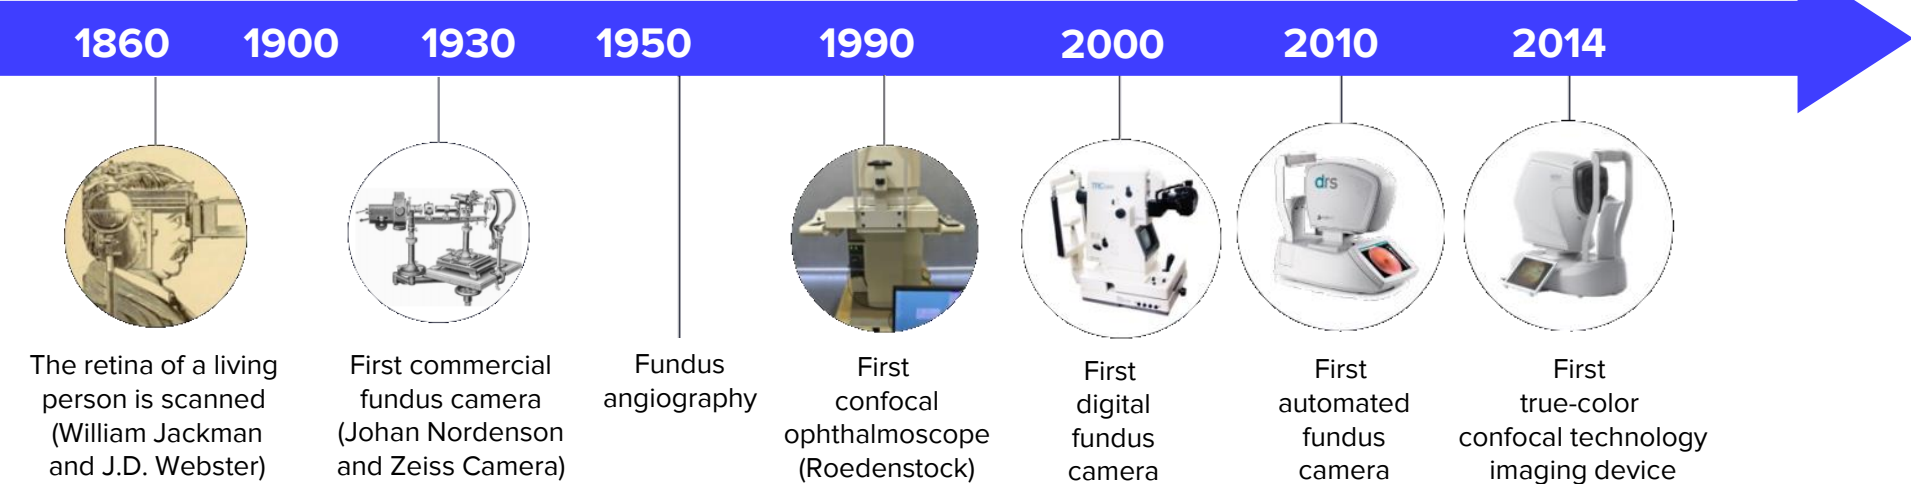 1860 1900 1930 1950 1990 2000 2010 2014
The retina of a living
person is scanned
(William Jackman
and J.D. Webster)
First commercial
fundus camera
(Johan Nordenson
and Zeiss Camera)
Fundus
angiography
First
confocal
ophthalmoscope
(Roedenstock)
TRC
First
digital
fundus
camera
drs
First
automated
fundus
camera
First
true-color
confocal technology
imaging device